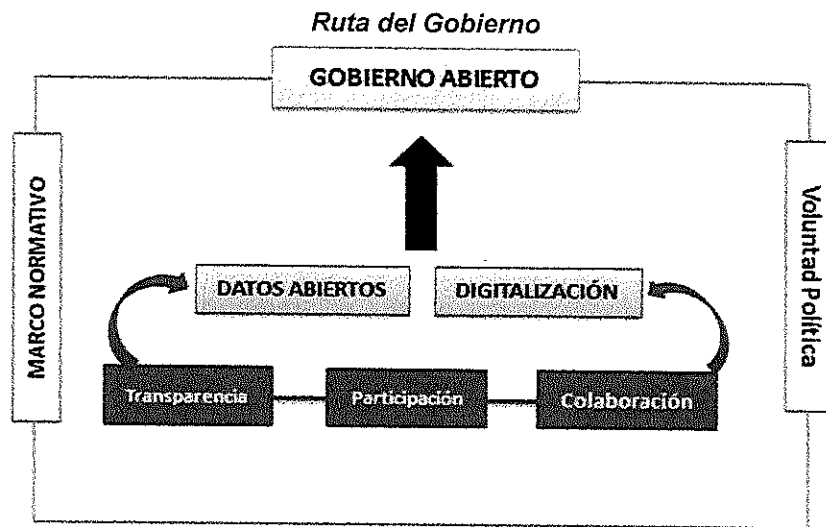 Ruta del Gobierno
GOBIERNO ABIERTO
MARCO NORMATIVO
Voluntad Política
DATOS ABIERTOS
DIGITALIZACIÓN
Transparencia
Participación
Colaboración